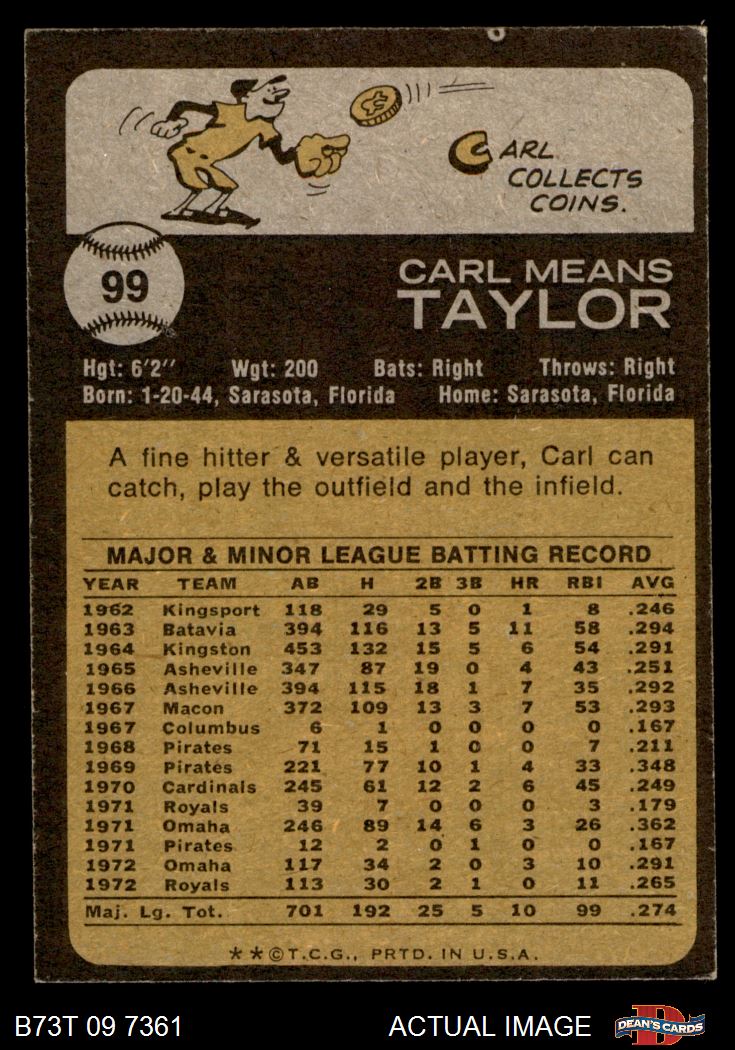 CARL
COLLECTS
COINS.
99
CARL MEANS
TAYLOR
Hgt: 6'2'' Wgt: 200 Bats: Right Throws: Right
Born: 1-20-44, Sarasota, Florida Home: Sarasota, Florida
A fine hitter & versatile player, Carl can
catch, play the outfield and the infield.
MAJOR & MINOR LEAGUE BATTING RECORD
YEAR TEAM AB H 2B 3B HR RBI AVG
1962 Kingsport 118 29 5 0 1 8 .246
1963 Batavia 394 116 13 5 11 58 .294
1964 Kingston 453 132 15 5 6 54 .291
1965 Asheville 347 87 19 0 4 43 .251
1966 Asheville 394 115 18 1 7 35 .292
1967 Macon 372 109 13 3 7 53 .293
1967 Columbus 6 1 0 0 0 0 .167
1968 Pirates 71 15 1 0 0 7 .211
1969 Pirates 221 77 10 1 4 33 .348
1970 Cardinals 245 61 12 2 6 45 .249
1971 Royals 39 7 0 0 0 3 .179
1971 Omaha 246 89 14 6 3 26 .362
1971 Pirates 12 2 0 1 0 0 .167
1972 Omaha 117 34 2 0 3 10 .291
1972 Royals 113 30 2 1 0 11 .265
Maj. Lg. Tot. 701 192 25 5 10 99 .274
**©T.C.G., PRTD. IN U.S.A.
B73T 09 7361 ACTUAL IMAGE DEAN'S CARDS